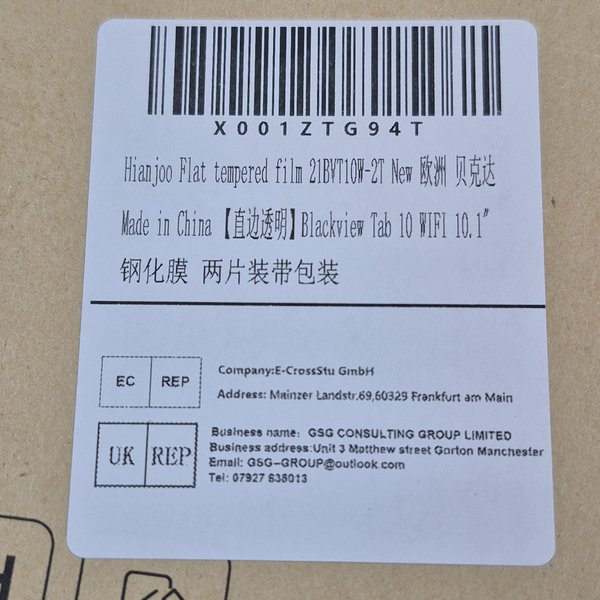 X001ZTG94T
Hianjoo Flat tempered film 21BVT10W-2T New 欧洲 贝克达
Made in China 【直边透明】Blackview Tab 10 WIFI 10.1"
钢化膜 两片装带包装
EC REP
Company:E-CrossStu GmbH
Address: Mainzer Landstr.69,60329 Frankfurt am Main
UK REP
Business name: GSG CONSULTING GROUP LIMITED
Business address:Unit 3 Matthew street Gorton Manchester
Email: GSG-GROUP@outlook.com
Tel: 07927 838013